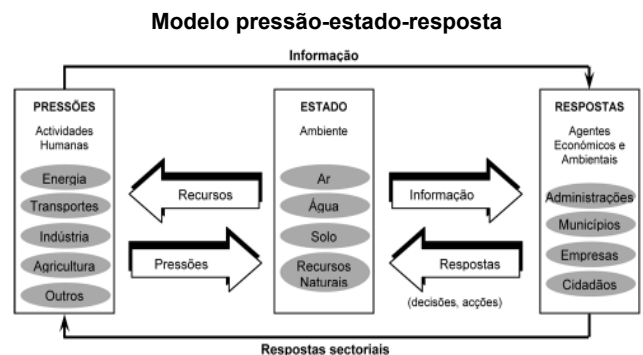 Modelo pressão-estado-resposta
Informação
PRESSÕES
Actividades
Humanas
Energia
Transportes
Indústria
Agricultura
Outros
Recursos
Pressões
ESTADO
Ambiente
Ar
Água
Solo
Recursos
Naturais
Informação
Respostas
(decisões, acções)
RESPOSTAS
Agentes
Económicos e
Ambientais
Administrações
Municípios
Empresas
Cidadãos
Respostas sectoriais